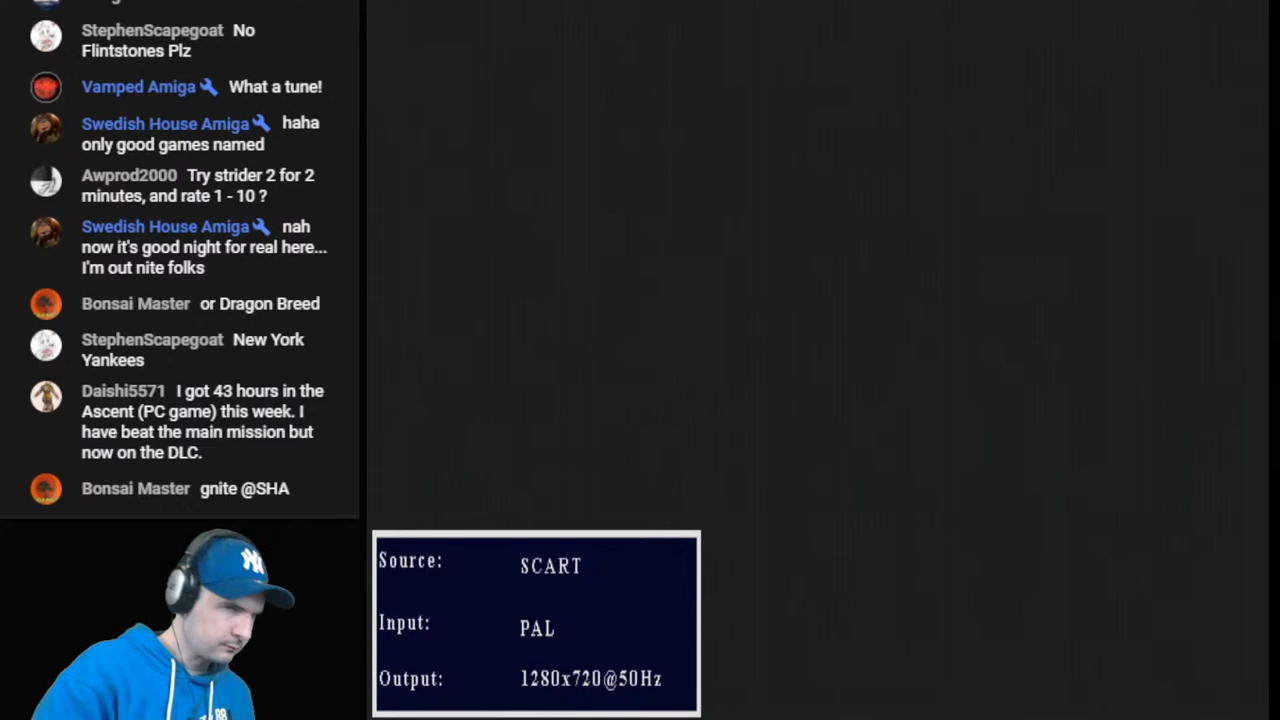 StephenScapegoat No
Flintstones Plz
Vamped Amiga What a tune!
Swedish House Amiga haha
only good games named
Awprod2000 Try strider 2 for 2
minutes, and rate 1 - 10 ?
Swedish House Amiga nah
now it's good night for real here...
I'm out nite folks
Bonsai Master or Dragon Breed
StephenScapegoat New York
Yankees
Daishi5571 I got 43 hours in the
Ascent (PC game) this week. I
have beat the main mission but
now on the DLC.
Bonsai Master gnite @SHA
NY
Source: SCART
Input: PAL
Output: 1280x720@50Hz